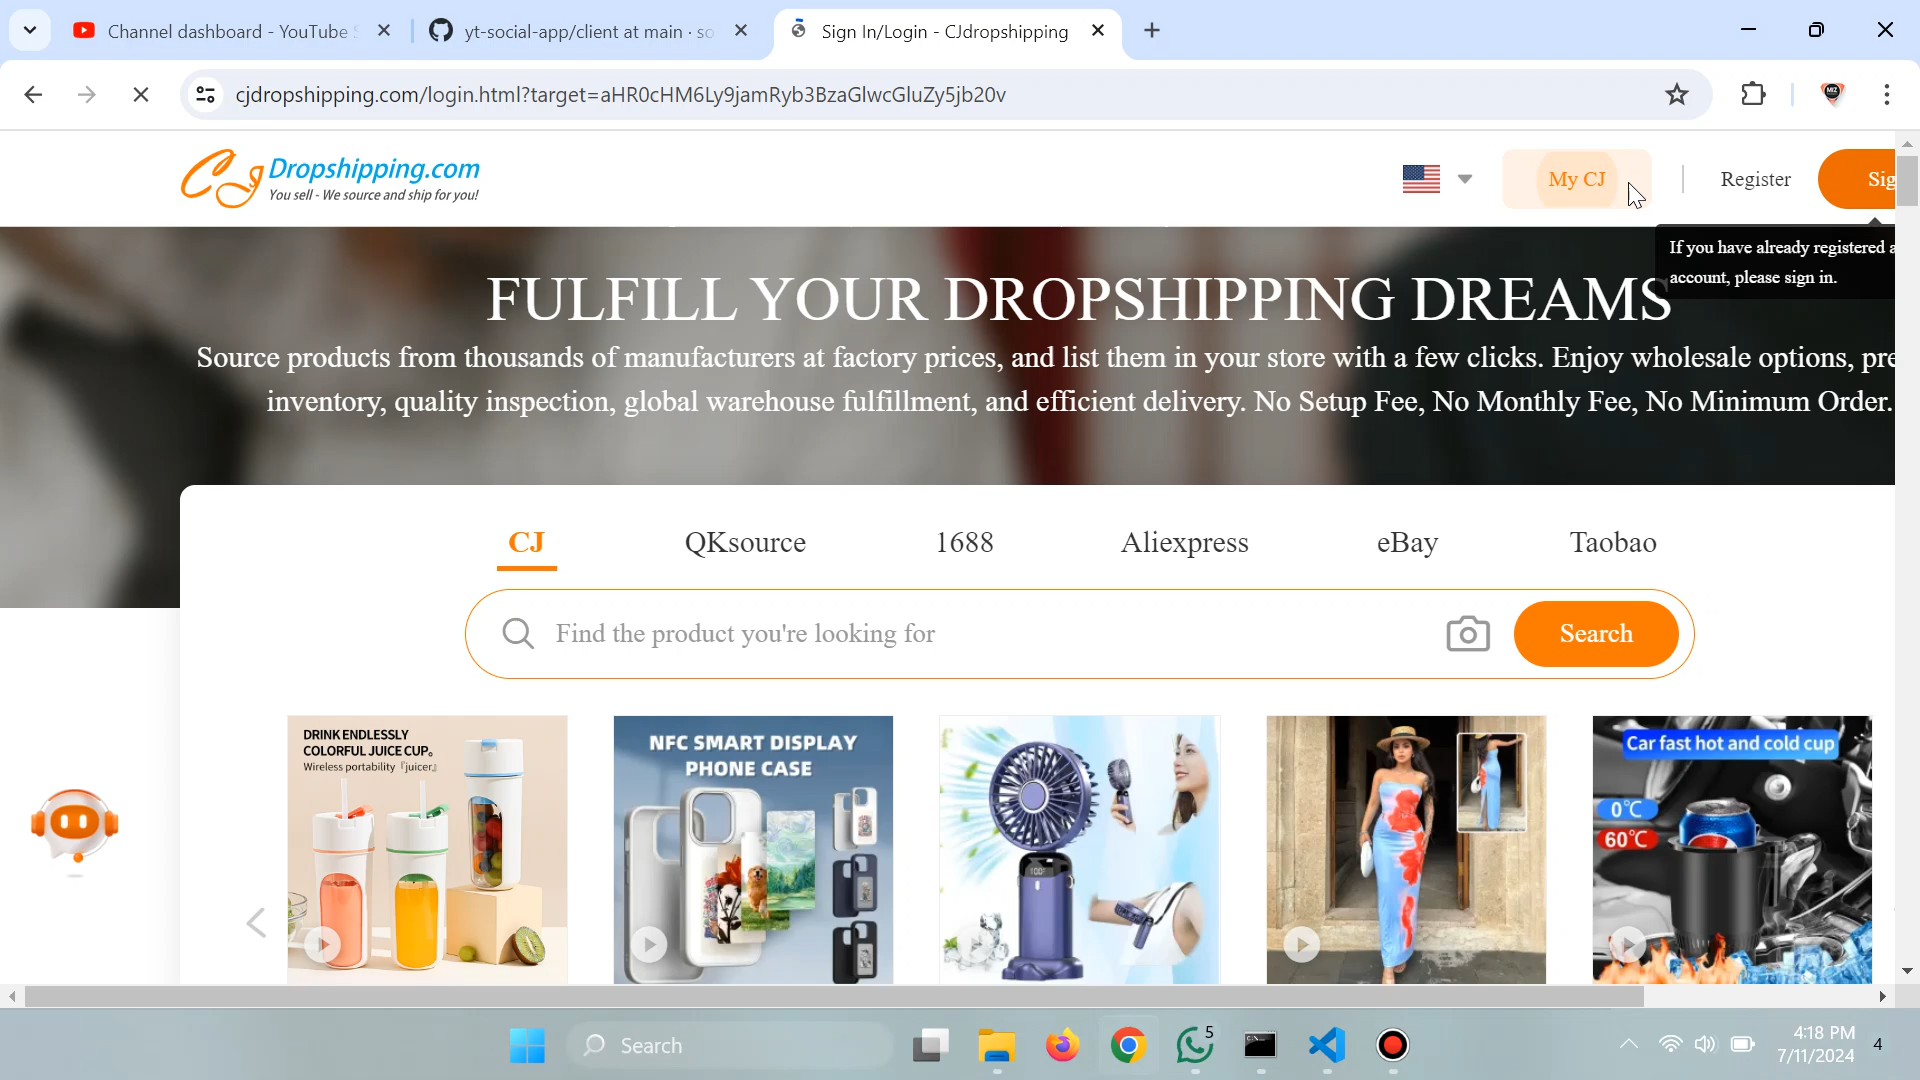 Channel dashboard - YouTube S
yt-social-app/client at main · so
Sign In/Login - CJdropshipping
cjdropshipping.com/login.html?target=aHR0cHM6Ly9jamRyb3BzaGlwcGluZy5jb20v
CJ Dropshipping.com
You sell - We source and ship for you!
My CJ
Register
Sig
If you have already registered a
account, please sign in.
FULFILL YOUR DROPSHIPPING DREAMS
Source products from thousands of manufacturers at factory prices, and list them in your store with a few clicks. Enjoy wholesale options, pre
inventory, quality inspection, global warehouse fulfillment, and efficient delivery. No Setup Fee, No Monthly Fee, No Minimum Order.
CJ
QKsource
1688
Aliexpress
eBay
Taobao
Find the product you're looking for
Search
DRINK ENDLESSLY
COLORFUL JUICE CUP。
Wireless portability『juicer』
NFC SMART DISPLAY
PHONE CASE
Car fast hot and cold cup
0℃
60℃
Search
5
4:18 PM
7/11/2024
4